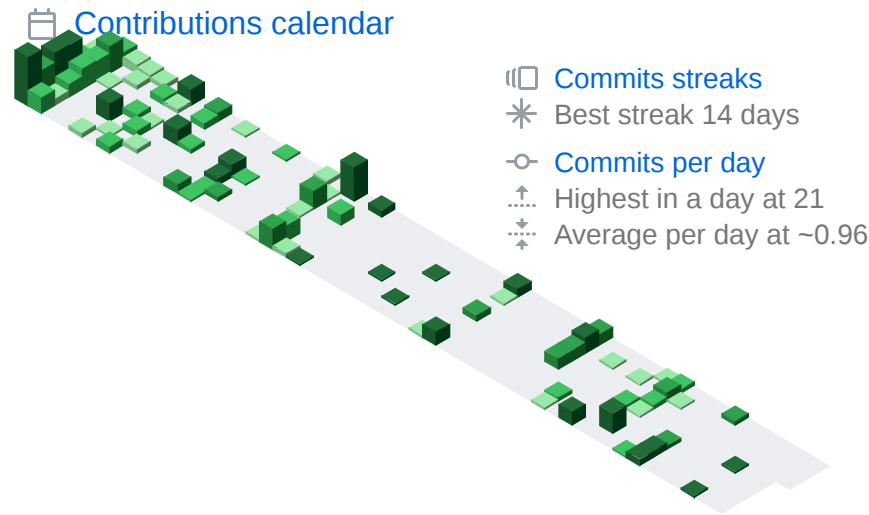 Contributions calendar
Commits streaks
Best streak 14 days
Commits per day
Highest in a day at 21
Average per day at ~0.96